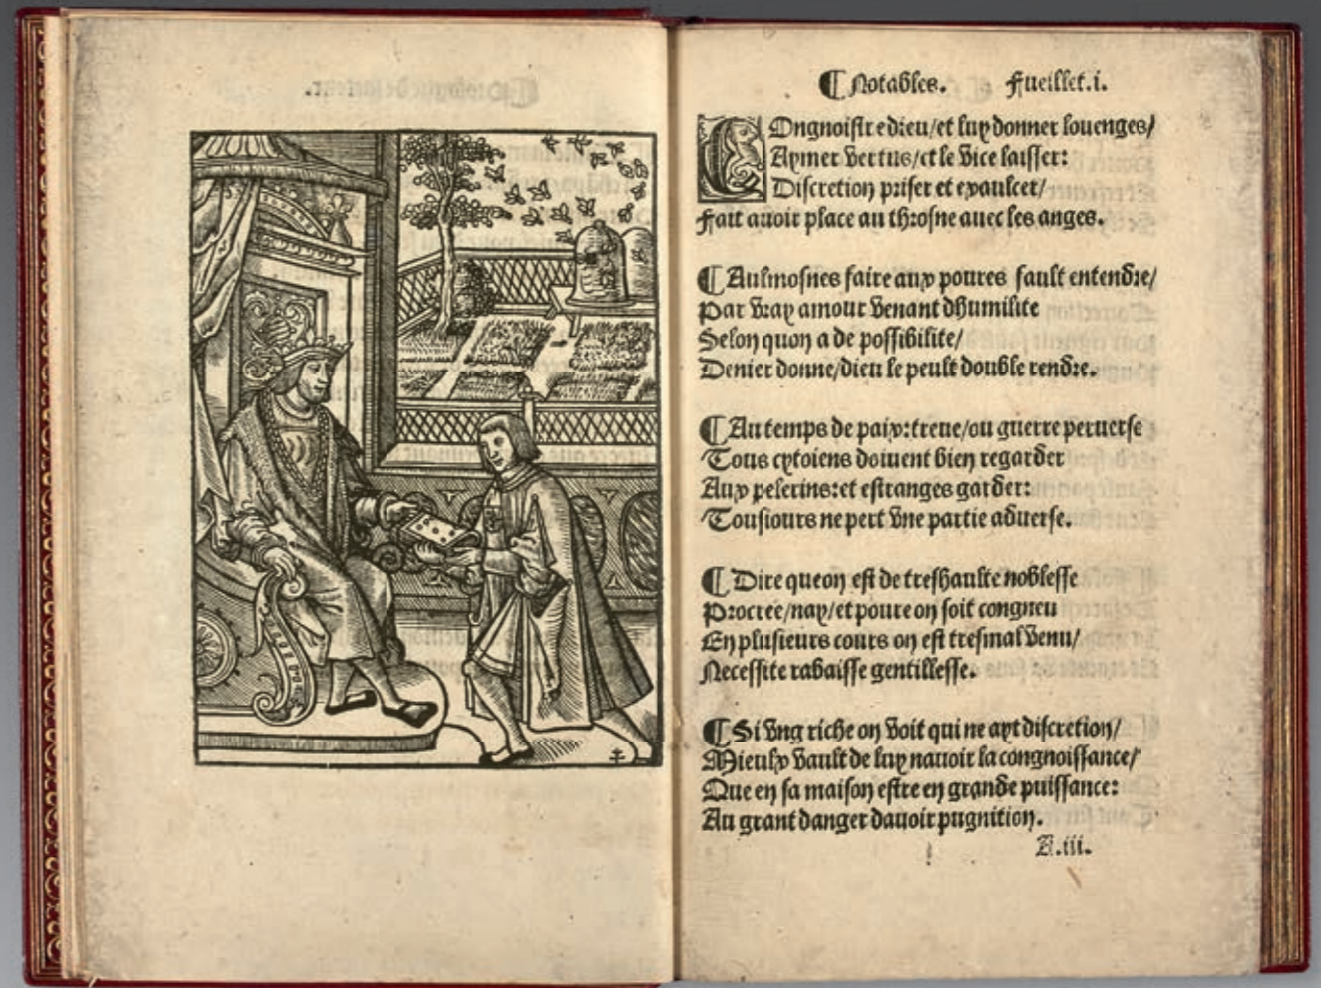 ¶ Notables. Fueillet.i.
COngnoistre dieu/et luy donner louenges/
Aymer vertus/et le vice laisser:
Discretion priser et exaulcer/
Fait auoir place au throsne auec les anges.
¶ Aulmosnes faire aux poures fault entendre/
Par vray amour venant dhumilite
Selon quon a de possibilite/
Denier donne/dieu le peult double rendre.
¶ Au temps de paix:treue/ou guerre peruerse
Tous cytoiens doiuent bien regarder
Aux pelerins:et estranges garder:
Tousiours ne pert vne partie aduerse.
¶ Dire queon est de treshaulte noblesse
Procree/nay/et poure on soit congneu
En plusieurs cours on est tresmal venu/
Necessite rabaisse gentillesse.
¶ Si vng riche on voit qui ne ayt discretion/
Mieulx vault de luy nauoir la congnoissance/
Que en sa maison estre en grande puissance:
Au grant danger dauoir pugnition.
A.iii.